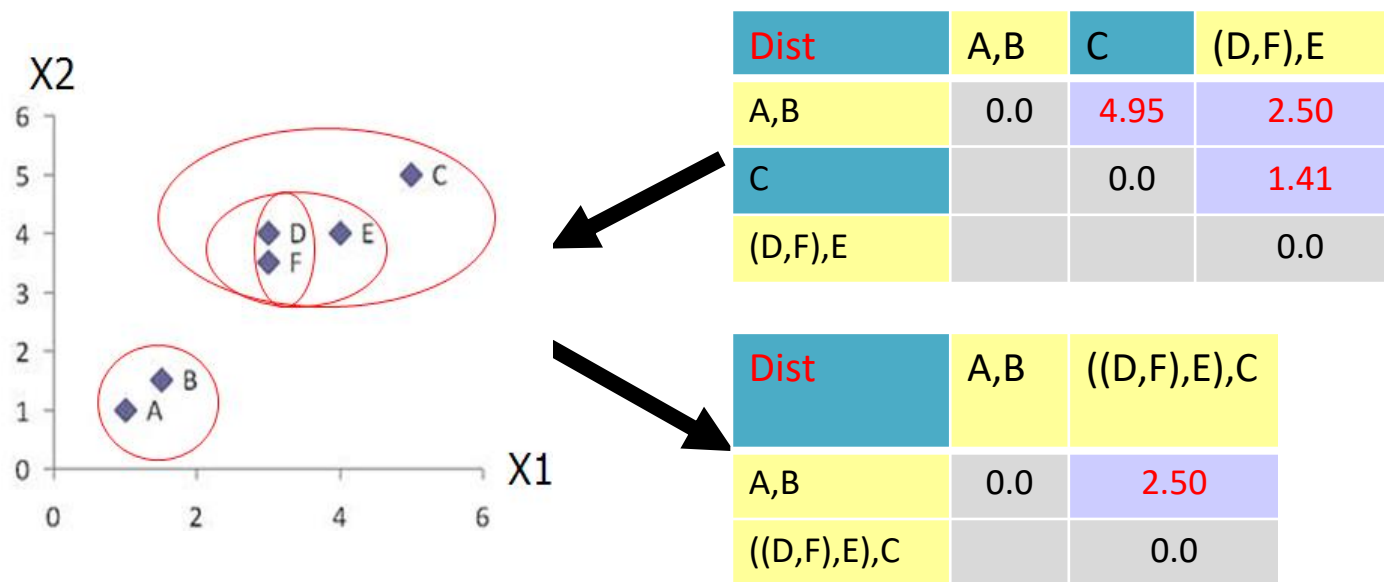 X2
6
5
4
3
2
1
0
C
D
E
F
B
A
X1
0 2 4 6
Dist A,B C (D,F),E
A,B 0.0 4.95 2.50
C 0.0 1.41
(D,F),E 0.0
Dist A,B ((D,F),E),C
A,B 0.0 2.50
((D,F),E),C 0.0